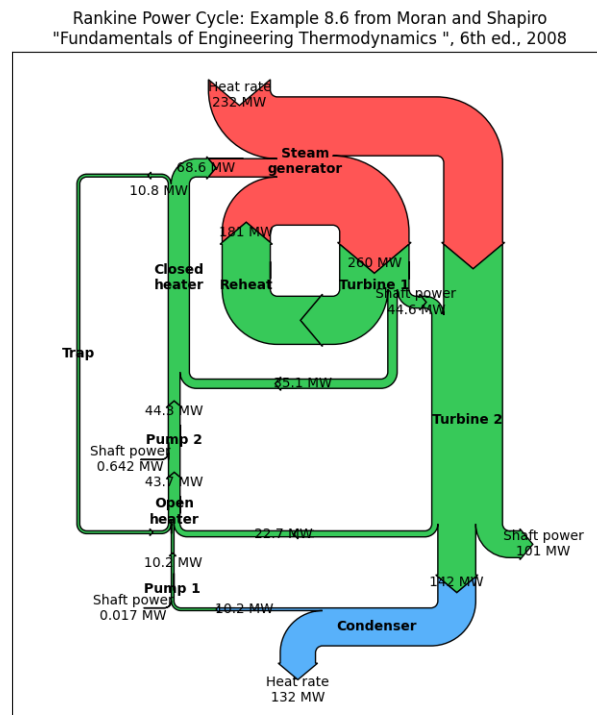 Rankine Power Cycle: Example 8.6 from Moran and Shapiro
"Fundamentals of Engineering Thermodynamics ", 6th ed., 2008
Heat rate
232 MW
Steam
generator
68.6 MW
10.8 MW
181 MW
260 MW
Closed
heater
Reheat
Turbine 1
Shaft power
44.6 MW
Trap
35.1 MW
44.3 MW
Turbine 2
Pump 2
Shaft power
0.642 MW
43.7 MW
Open
heater
22.7 MW
Shaft power
101 MW
10.2 MW
142 MW
Pump 1
Shaft power
0.017 MW
10.2 MW
Condenser
Heat rate
132 MW